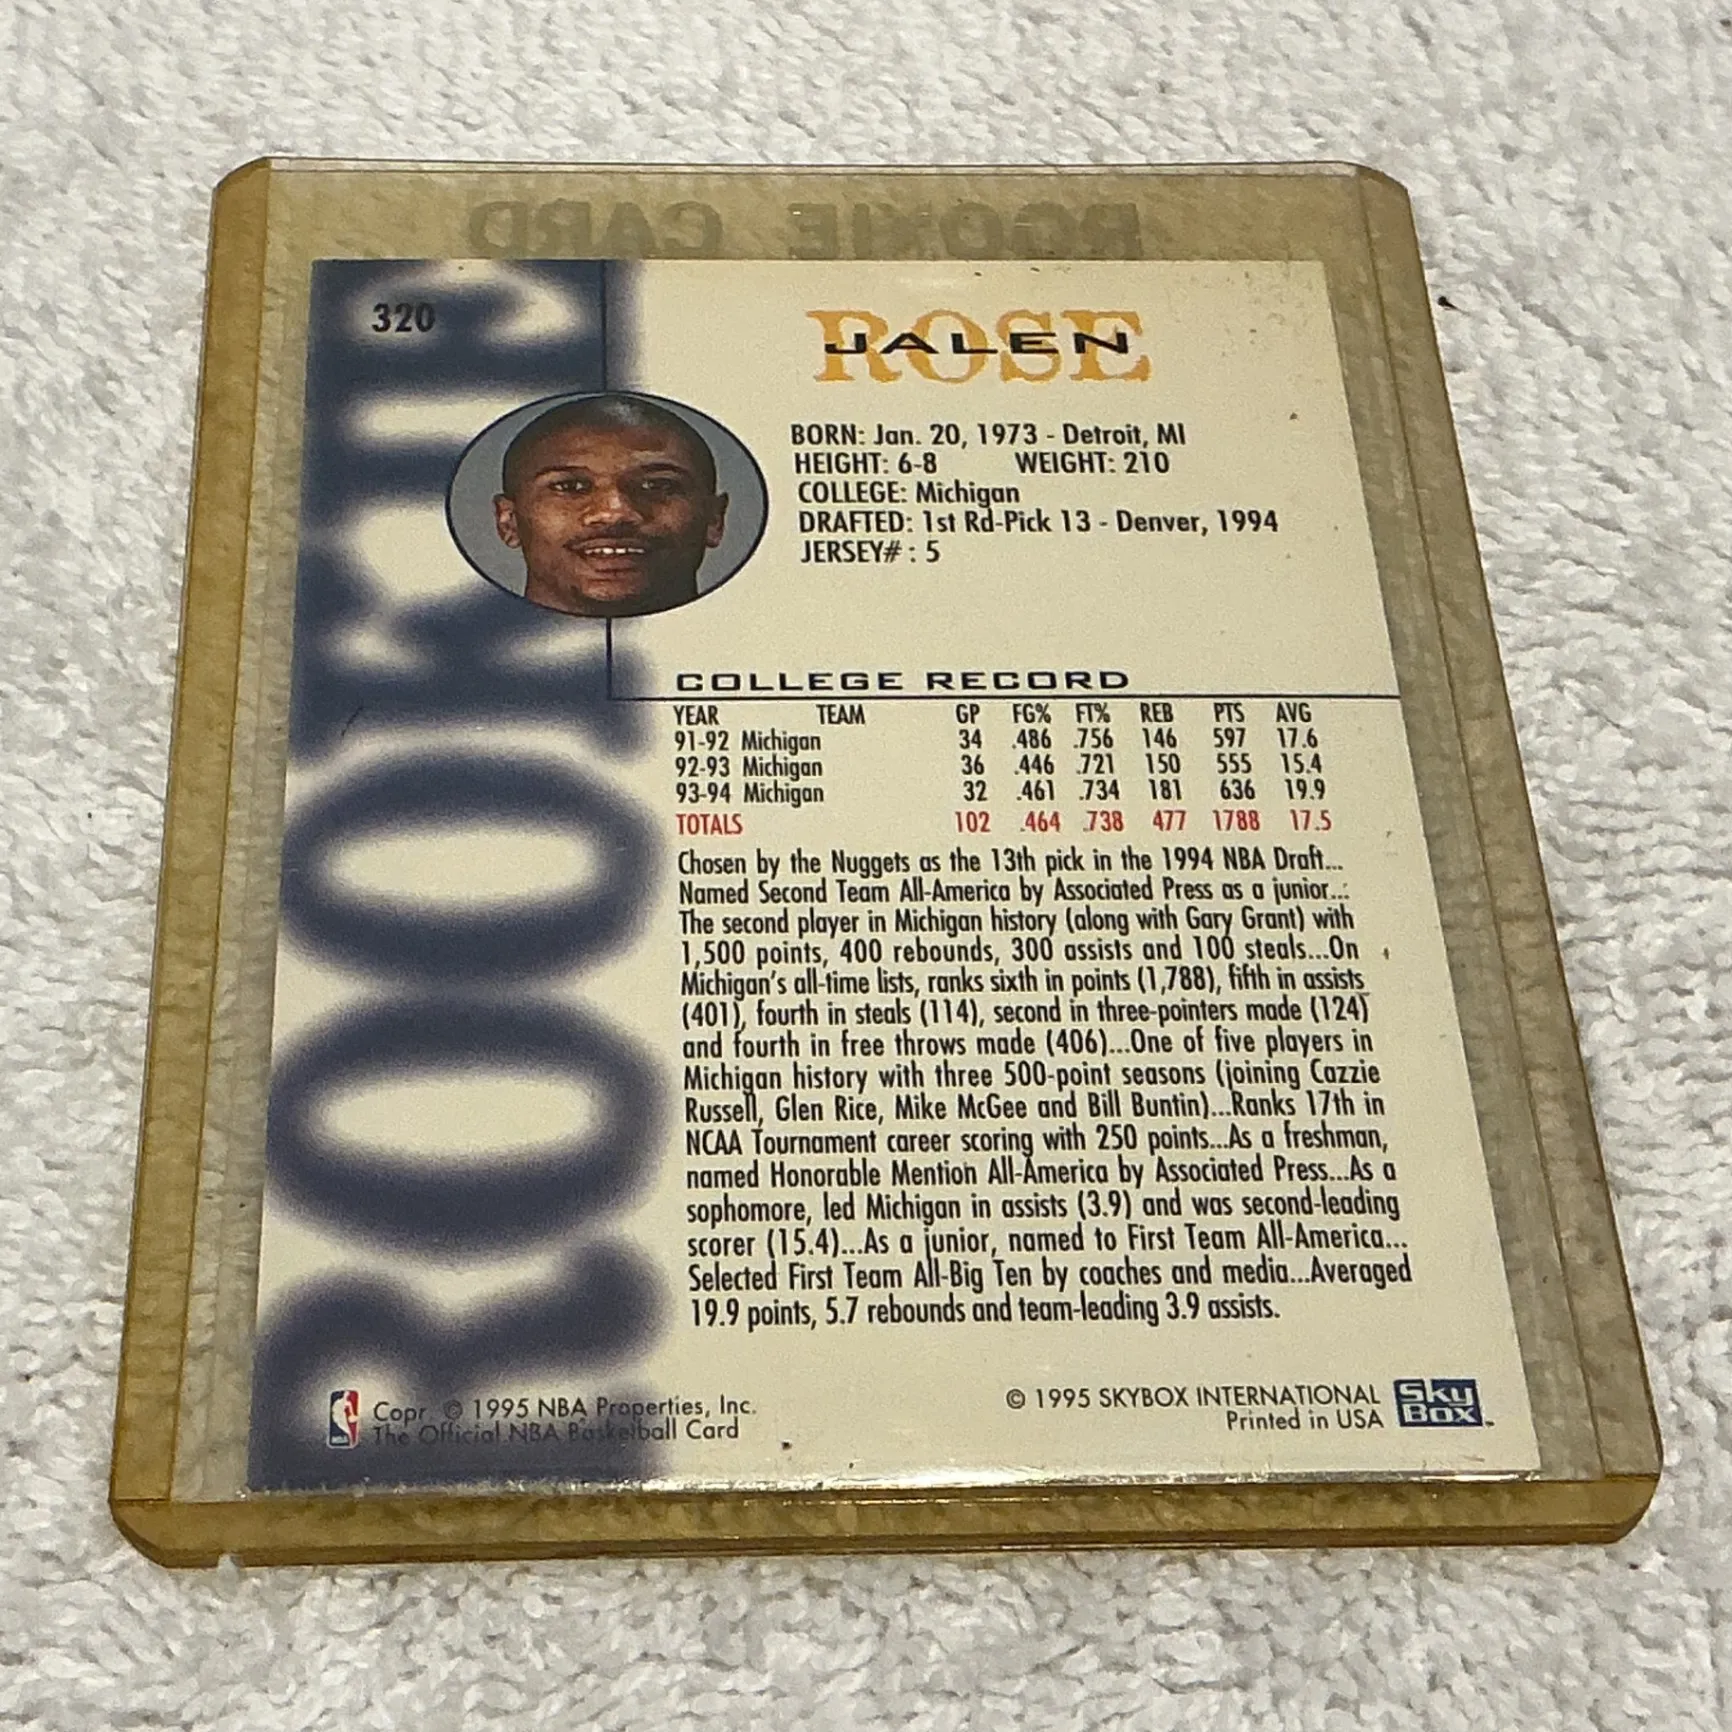 ROOKIE CARD
320
ROOKIE
JALEN
ROSE
BORN: Jan. 20, 1973 - Detroit, MI
HEIGHT: 6-8 WEIGHT: 210
COLLEGE: Michigan
DRAFTED: 1st Rd-Pick 13 - Denver, 1994
JERSEY# : 5
COLLEGE RECORD
YEAR TEAM GP FG% FT% REB PTS AVG
91-92 Michigan 34 .486 .756 146 597 17.6
92-93 Michigan 36 .446 .721 150 555 15.4
93-94 Michigan 32 .461 .734 181 636 19.9
TOTALS 102 .464 .738 477 1788 17.5
Chosen by the Nuggets as the 13th pick in the 1994 NBA Draft...
Named Second Team All-America by Associated Press as a junior...
The second player in Michigan history (along with Gary Grant) with
1,500 points, 400 rebounds, 300 assists and 100 steals...On
Michigan's all-time lists, ranks sixth in points (1,788), fifth in assists
(401), fourth in steals (114), second in three-pointers made (124)
and fourth in free throws made (406)...One of five players in
Michigan history with three 500-point seasons (joining Cazzie
Russell, Glen Rice, Mike McGee and Bill Buntin)...Ranks 17th in
NCAA Tournament career scoring with 250 points...As a freshman,
named Honorable Mention All-America by Associated Press...As a
sophomore, led Michigan in assists (3.9) and was second-leading
scorer (15.4)...As a junior, named to First Team All-America...
Selected First Team All-Big Ten by coaches and media...Averaged
19.9 points, 5.7 rebounds and team-leading 3.9 assists.
Copr © 1995 NBA Properties, Inc.
The Official NBA Basketball Card
NBA
© 1995 SKYBOX INTERNATIONAL
Printed in USA
SkyBox